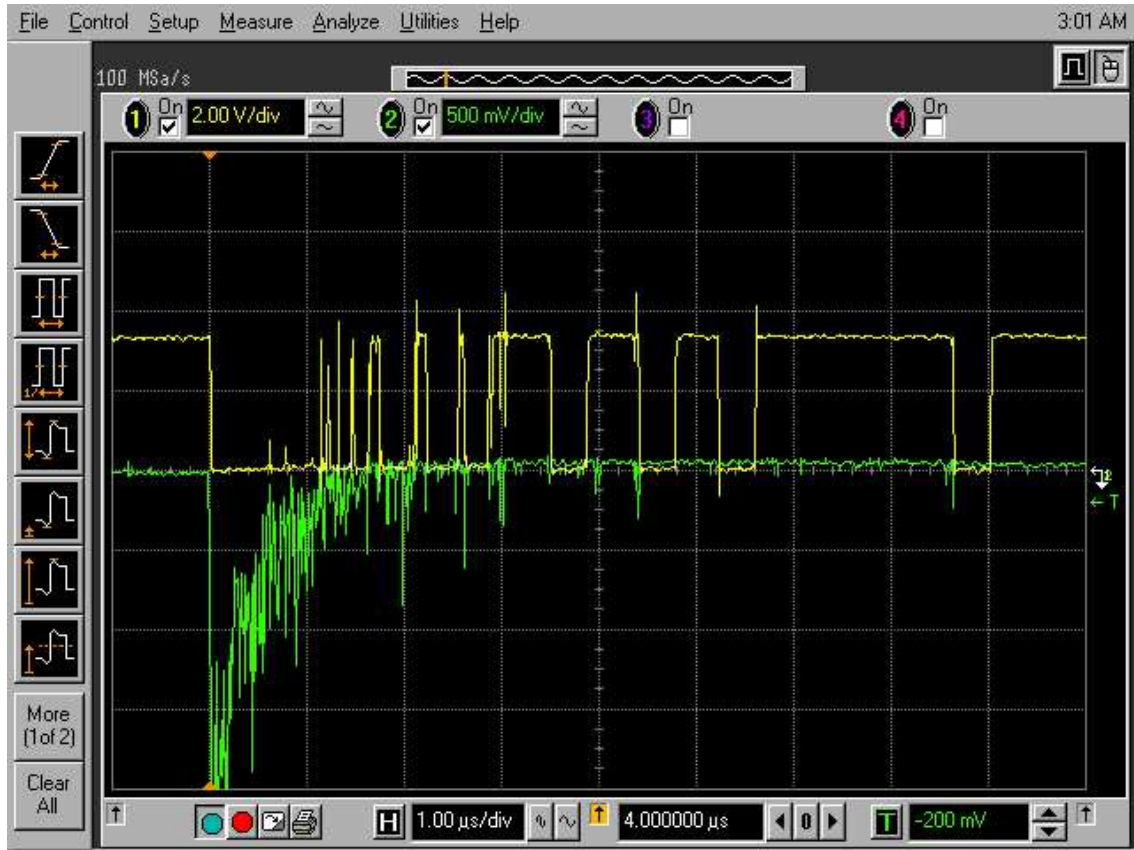 File Control Setup Measure Analyze Utilities Help 3:01 AM
100 MSa/s
1 On 2.00 V/div 2 On 500 mV/div 3 On 4 On
T
1/
More
(1of 2)
Clear
All
H 1.00 µs/div 4.000000 µs 0 T -200 mV